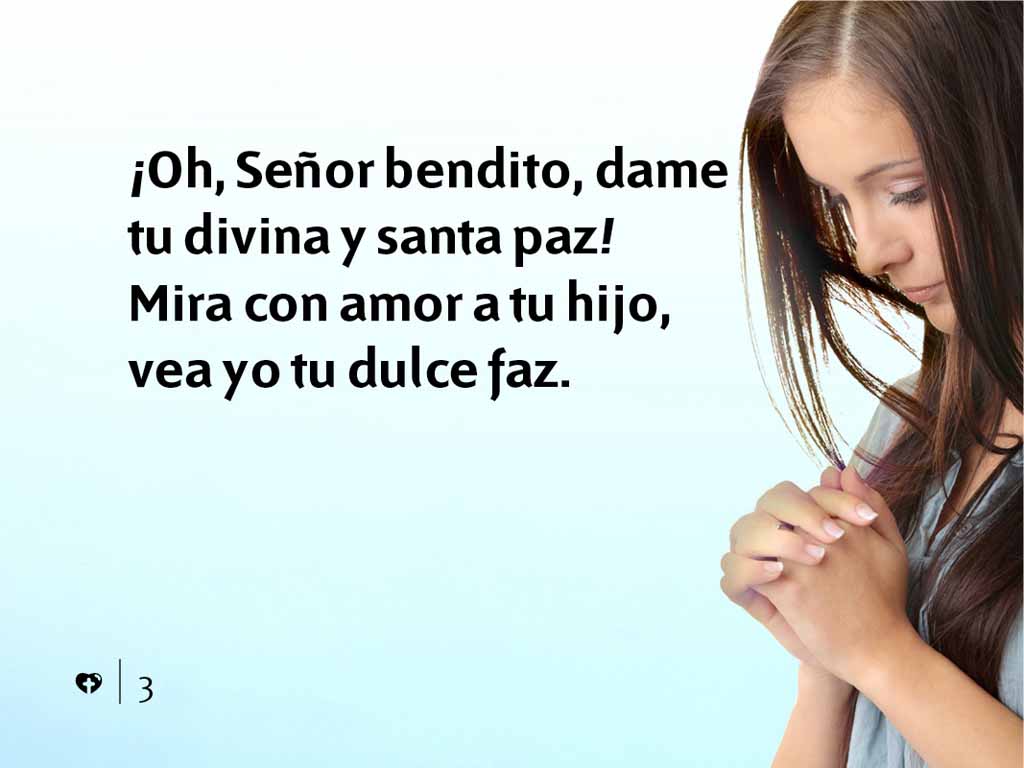 ¡Oh, Señor bendito, dame
tu divina y santa paz!
Mira con amor a tu hijo,
vea yo tu dulce faz.
3